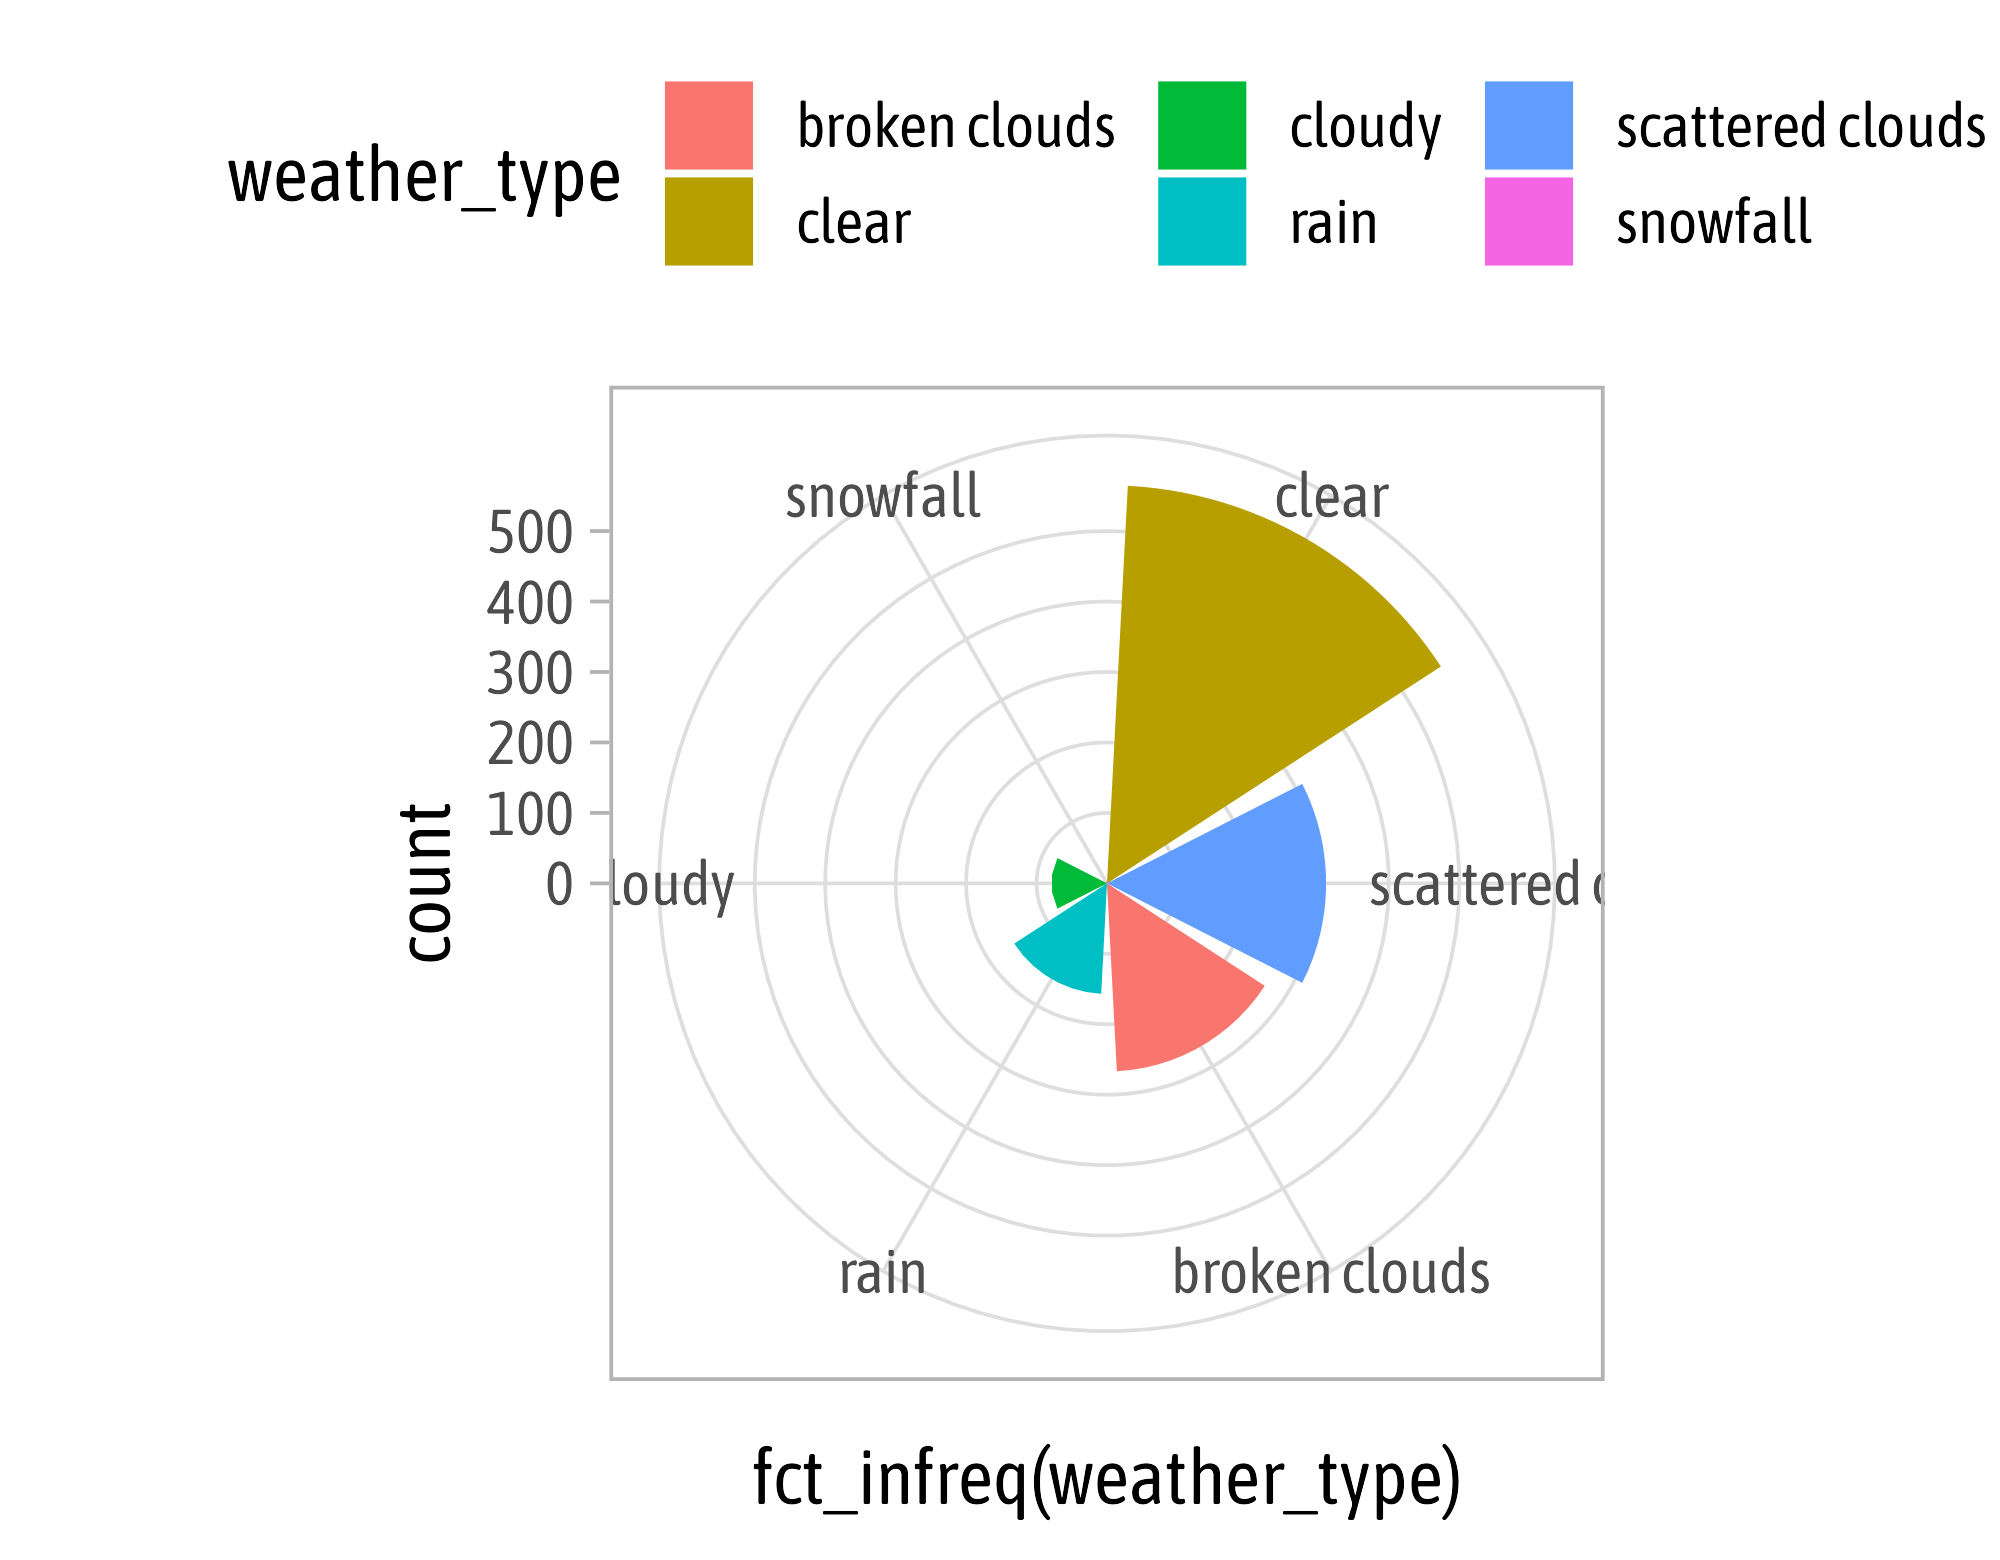 weather_type
broken clouds
cloudy
scattered clouds
clear
rain
snowfall
snowfall
clear
500
400
300
200
100
0
count
loudy
scattered
rain
broken clouds
fct_infreq(weather_type)